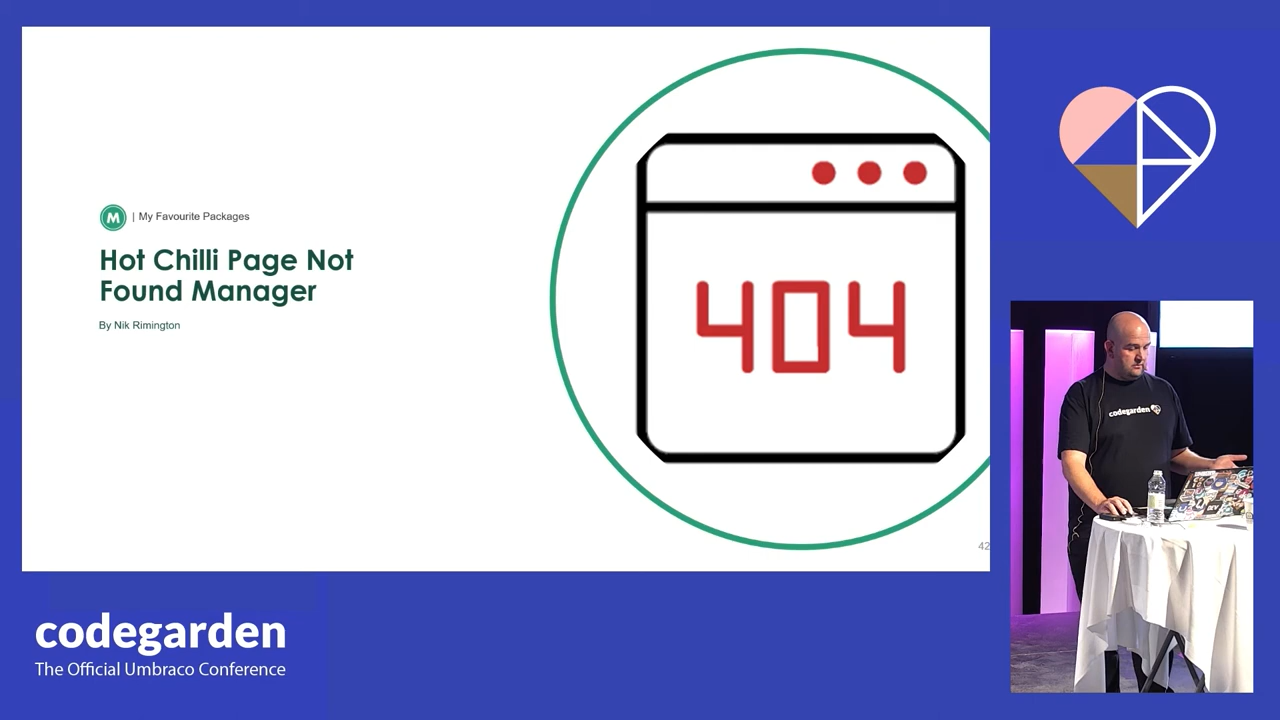 M | My Favourite Packages
Hot Chilli Page Not
Found Manager
By Nik Rimington
404
42
codegarden
codegarden
The Official Umbraco Conference